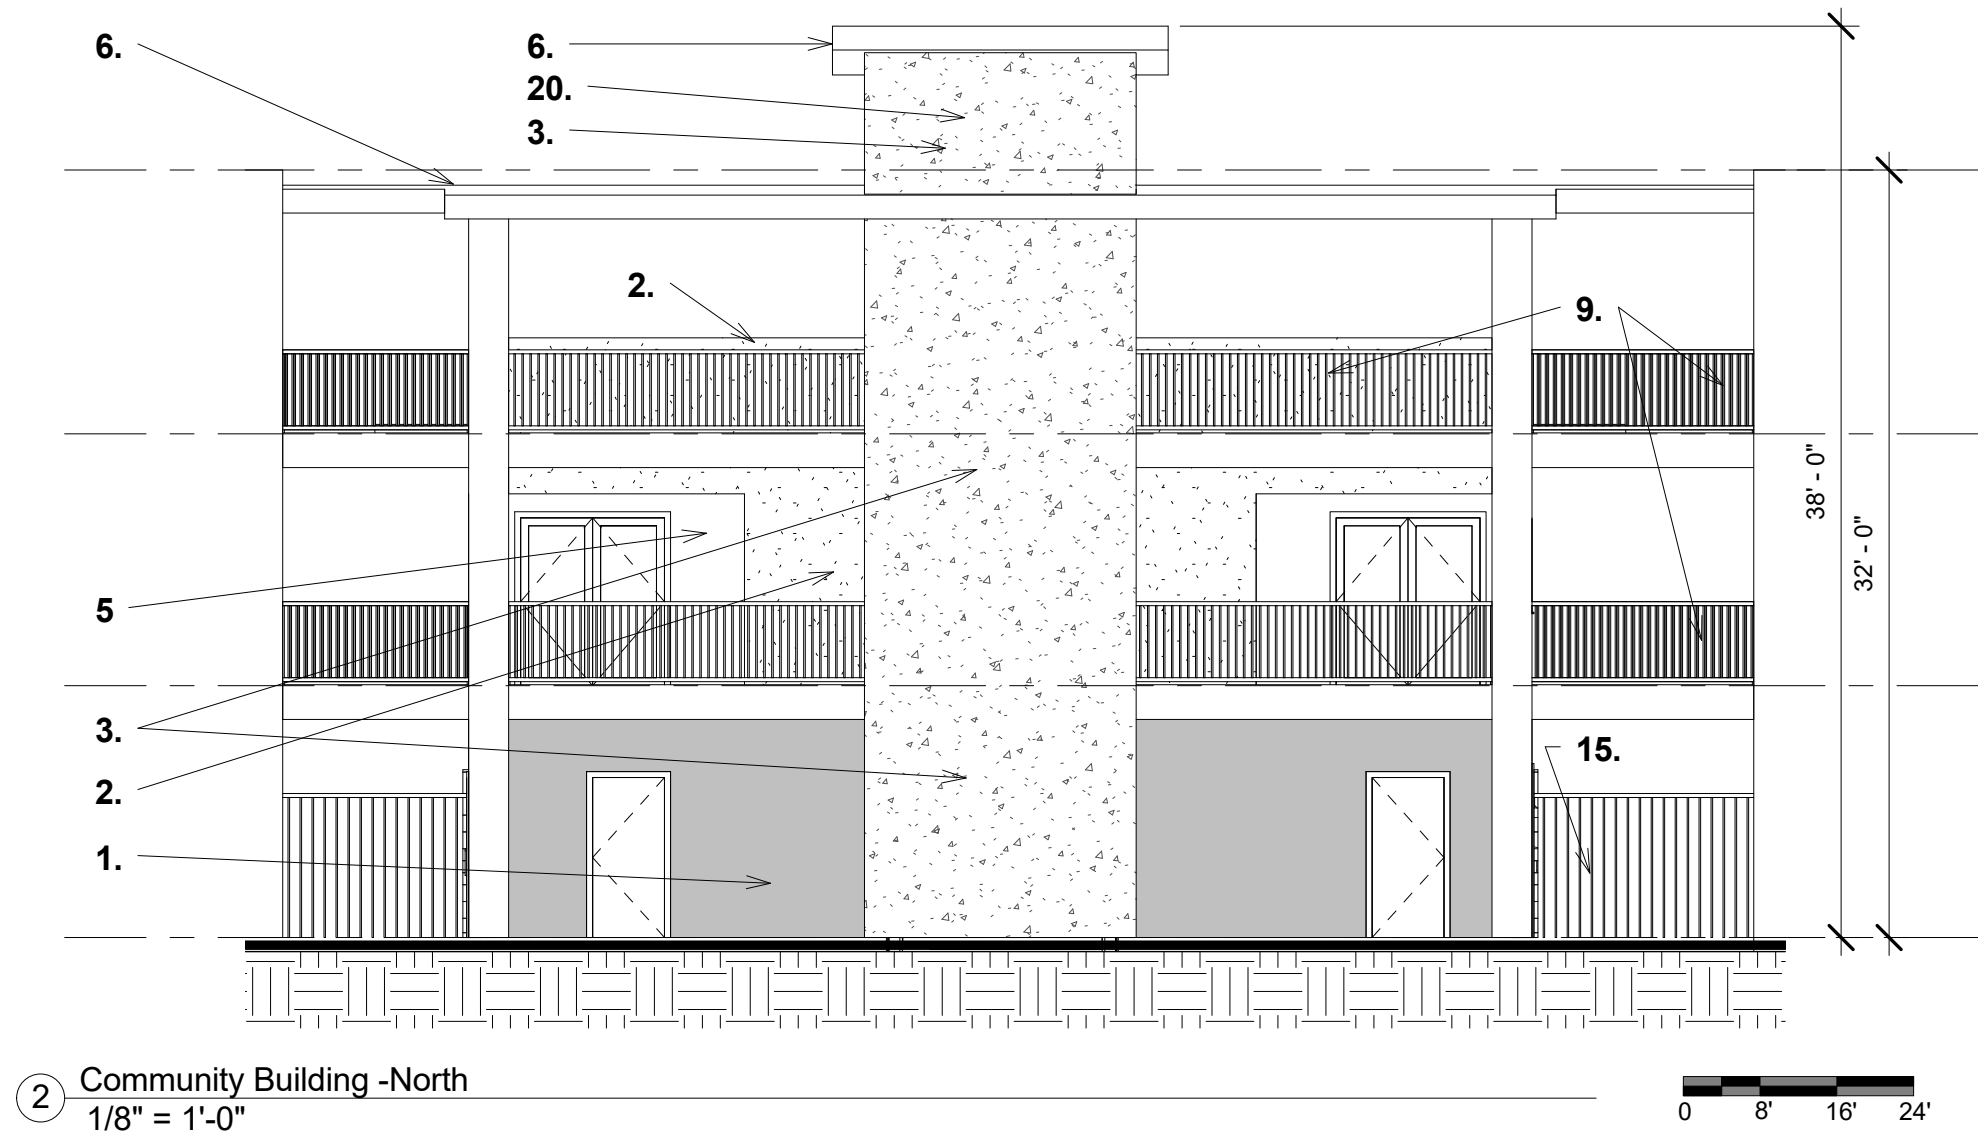 6.
6.
20.
3.
2.
9.
38' - 0"
32' - 0"
5
3.
2.
15.
1.
2
Community Building -North
1/8" = 1'-0"
0 8' 16' 24'